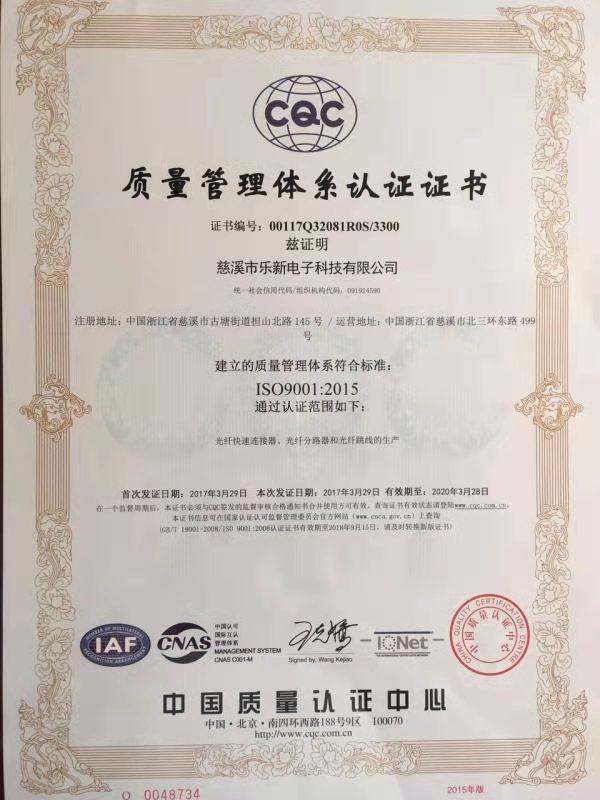 CQC
质量管理体系认证证书
证书编号：00117Q32081R0S/3300
兹证明
慈溪市乐新电子科技有限公司
统一社会信用代码/组织机构代码：091924590
注册地址：中国浙江省慈溪市古塘街道担山北路 145 号 / 运营地址：中国浙江省慈溪市北三环东路 499
号
建立的质量管理体系符合标准：
ISO9001:2015
通过认证范围如下：
光纤快速连接器、光纤分路器和光纤跳线的生产
首次发证日期：2017年3月29日 本次发证日期：2017年3月29日 有效期至：2020年3月28日
在一个监督周期后，本证书必须与CQC签发的监督审核合格通知书合并使用方可有效。查询证书有效状态请登陆www.cqc.com.cn。
本证书信息可在国家认证认可监督管理委员会官方网站（www.cnca.gov.cn）上查询
(GB/T 19001-2008/ISO 9001:2008认证证书有效期至2018年9月15日，请及时转换新版证书)
MEMBER OF MULTILATERAL
IAF
RECOGNITION ARRANGEMENT
CNAS
中国认可
国际互认
管理体系
MANAGEMENT SYSTEM
CNAS C001-M
Signed by: Wang Kejiao
IQNet
CHINA QUALITY CERTIFICATION CENTRE
中国质量认证中心
中国质量认证中心
中国·北京·南四环西路188号9区 100070
http://www.cqc.com.cn
Q 0048734
2015年版